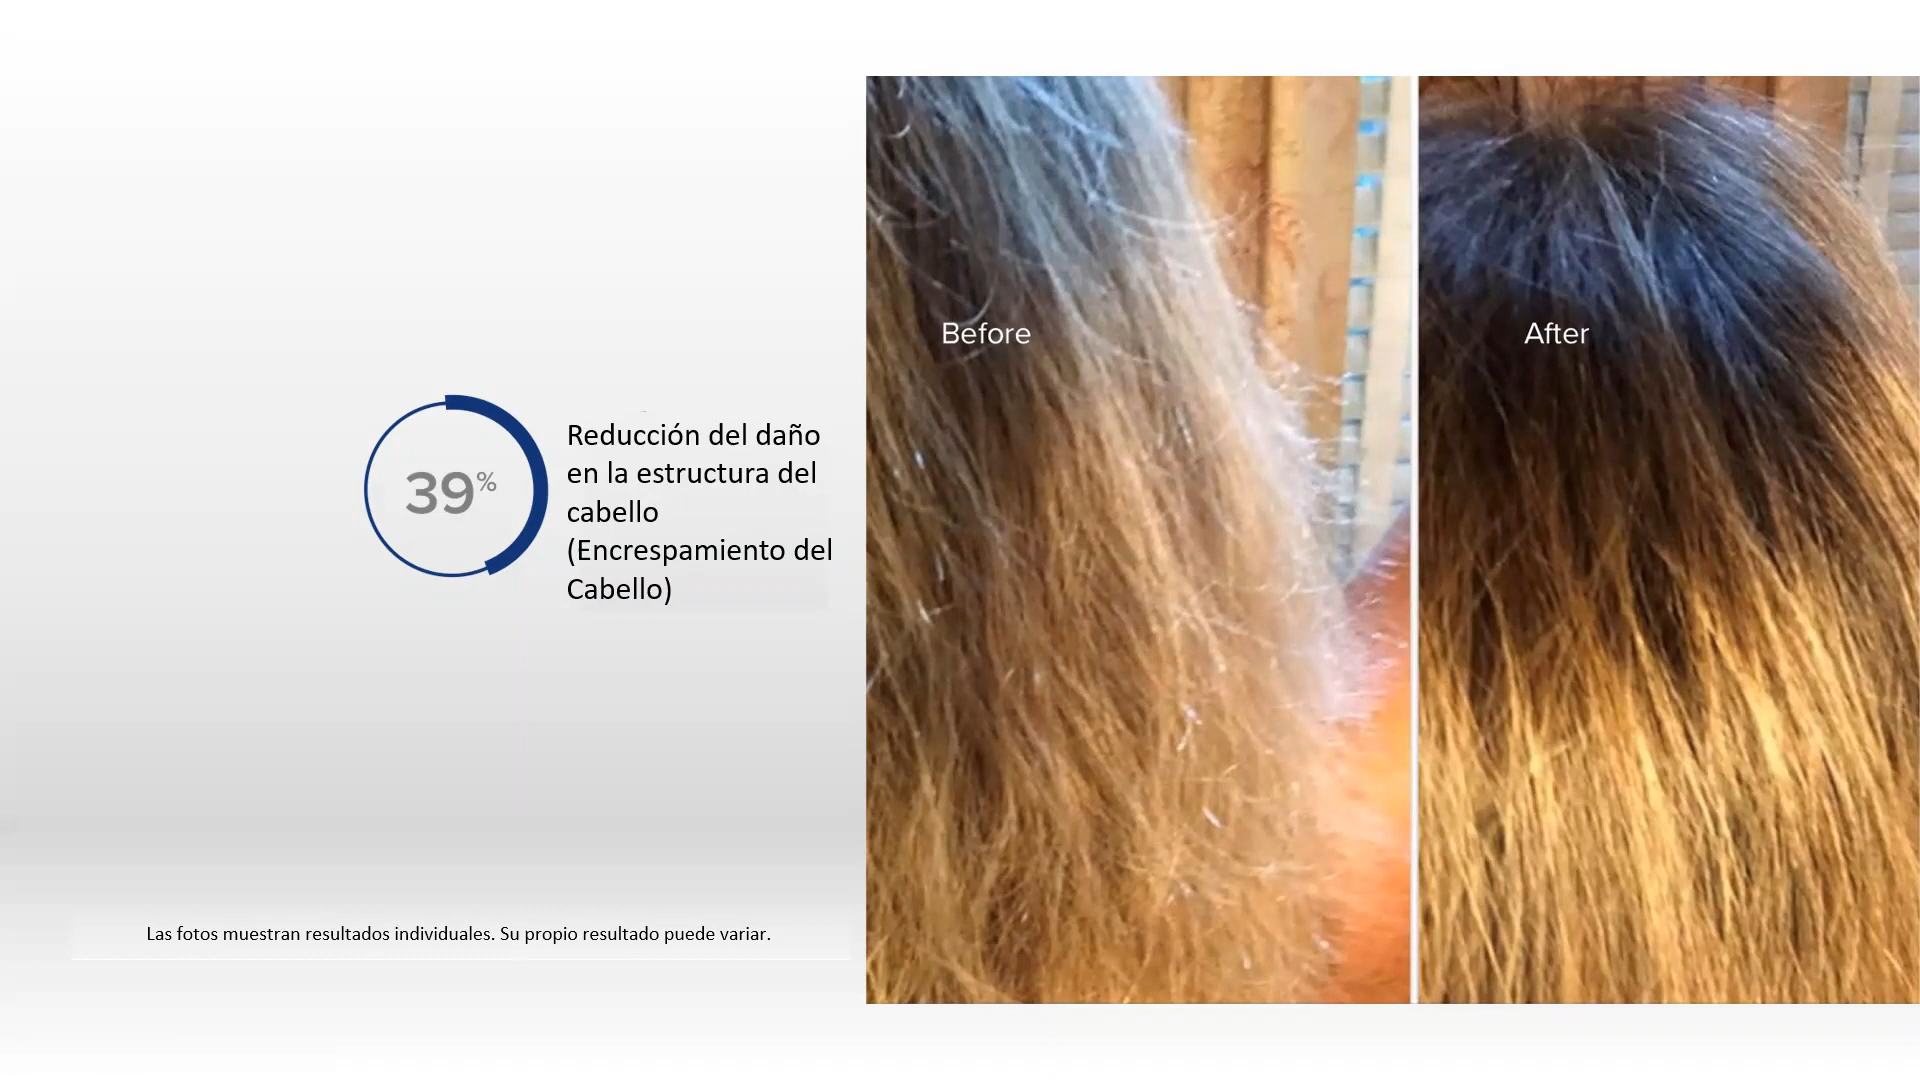 39%
Reducción del daño
en la estructura del
cabello
(Encrespamiento del
Cabello)
Before
After
Las fotos muestran resultados individuales. Su propio resultado puede variar.